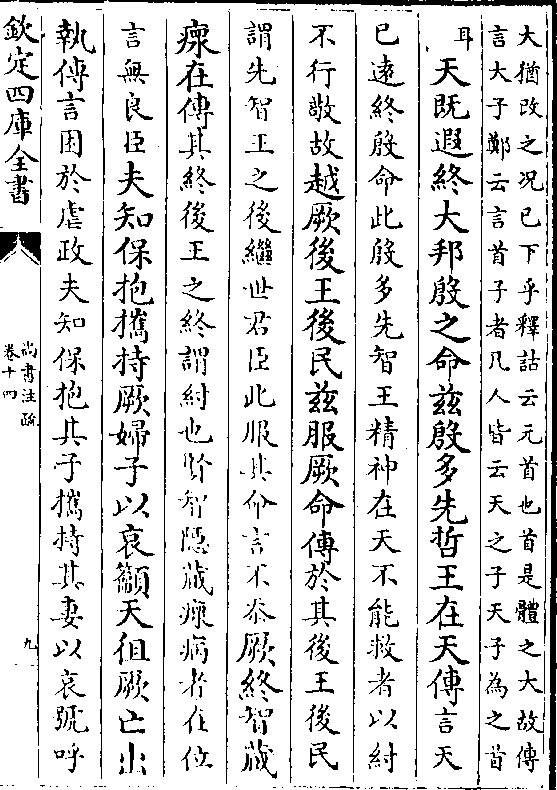 大猶改之况已下乎釋詁云元首也首是體之大故傳
言大子鄭云言首子者凡人皆云天之子天子為之首
耳天既遐終大邦殷之命兹殷多先哲王在天傳言天
已遠終殷命此殷多先智王精神在天不能救者以紂
不行敬故越厥後王後民兹服厥命傳於其後王後民
謂先智王之後繼世君臣此服其命言不忝厥終智藏
瘝在傳其終後王之終謂紂也賢智隠藏瘝病者在位
言無良臣夫知保抱攜持厥婦子以哀籲天徂厥亡出
執傳言困於虐政夫知保抱其子攜持其妻以哀號呼
欽定四庫全書
尚書注疏
卷十四
九